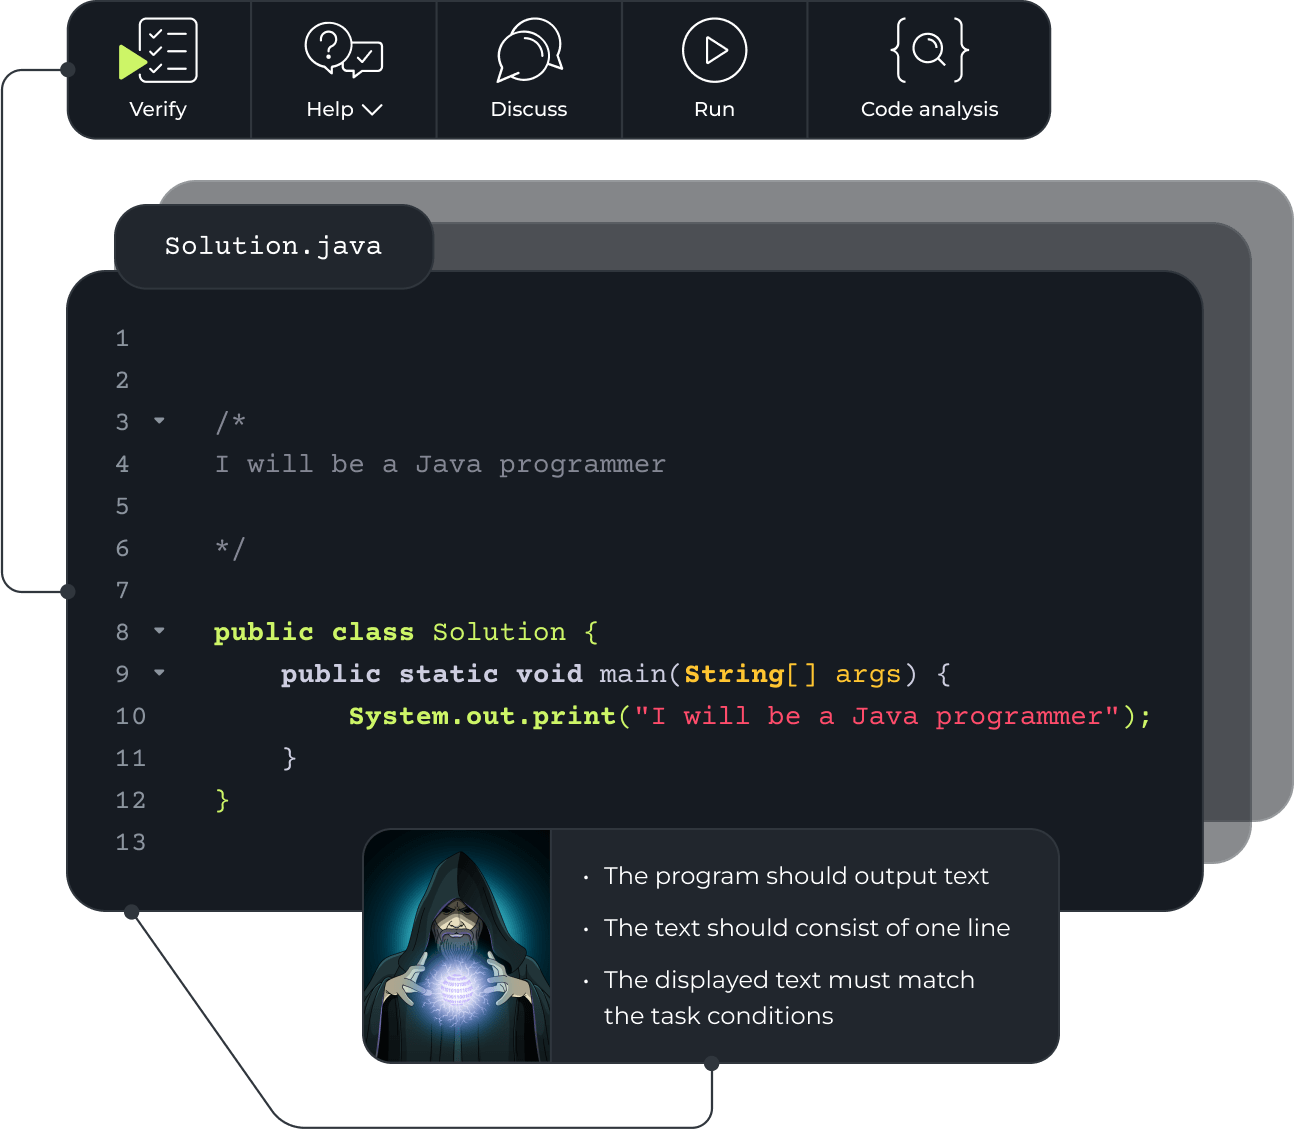 Verify
Help
Discuss
Run
Code analysis
Solution.java
1
2
3
/*
4
I will be a Java programmer
5
6
*/
7
8
public class Solution {
9
public static void main(String[] args) {
10
System.out.print("I will be a Java programmer");
11
}
12
}
13
• The program should output text
• The text should consist of one line
• The displayed text must match
the task conditions